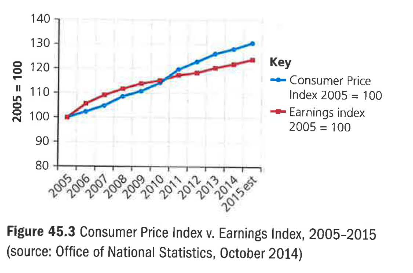 140
130
120
110
100
90
80
2005 = 100
2005
2006
2007
2008
2009
2010
2011
2012
2013
2014
2015 est
Key
Consumer Price
Index 2005 = 100
Earnings index
2005 = 100
Figure 45.3 Consumer Price Index v. Earnings Index, 2005–2015
(source: Office of National Statistics, October 2014)